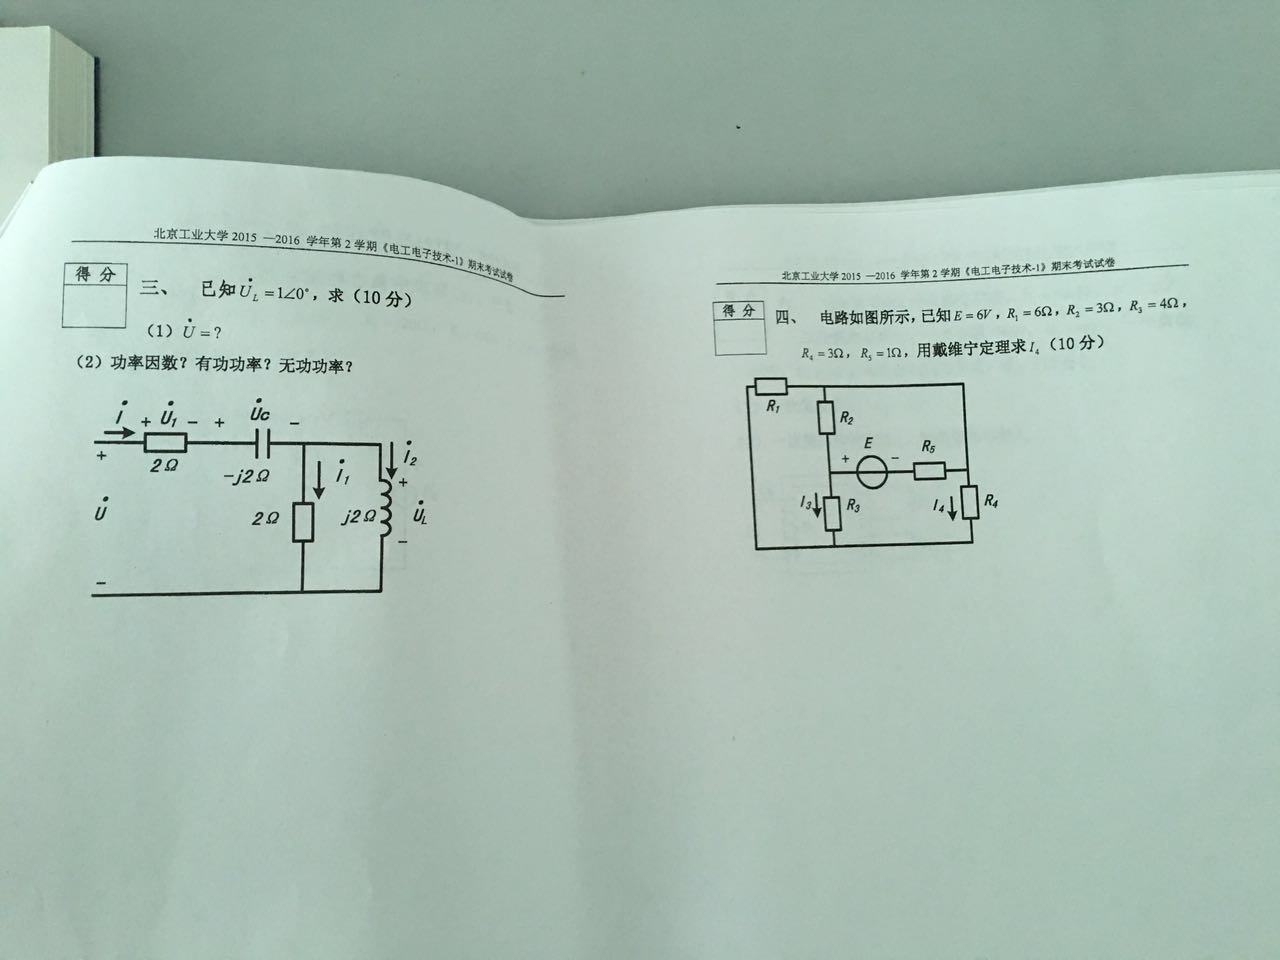 北京工业大学 2015 —2016 学年第 2 学期《电工电子技术-1》期末考试试卷
得 分
三、 已知 U̇_L =1∠0°，求（10 分）
（1）U̇ =？
（2）功率因数？有功功率？无功功率？
İ + U̇1 − + U̇c −
+ 2Ω −j2Ω İ1 İ2
+
U̇ 2Ω j2Ω U̇L
−
−
北京工业大学 2015 —2016 学年第 2 学期《电工电子技术-1》期末考试试卷
得 分
四、 电路如图所示，已知 E = 6V，R₁ = 6Ω，R₂ = 3Ω，R₃ = 4Ω，
R₄ = 3Ω，R₅ = 1Ω，用戴维宁定理求 I₄（10 分）
R1
R2
+ E − R5
I3 R3 I4 R4